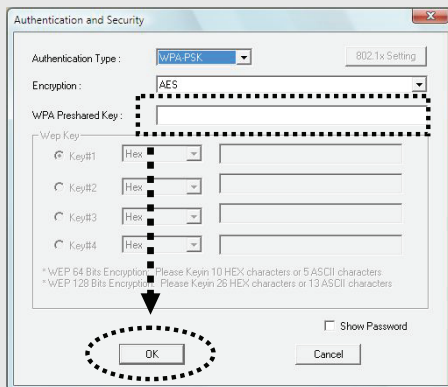 Authentication and Security
Authentication Type : WPA-PSK 802.1x Setting
Encryption : AES
WPA Preshared Key :
Wep Key
Key#1 Hex
Key#2 Hex
Key#3 Hex
Key#4 Hex
* WEP 64 Bits Encryption: Please Keyin 10 HEX characters or 5 ASCII characters
* WEP 128 Bits Encryption: Please Keyin 26 HEX characters or 13 ASCII characters
Show Password
OK Cancel